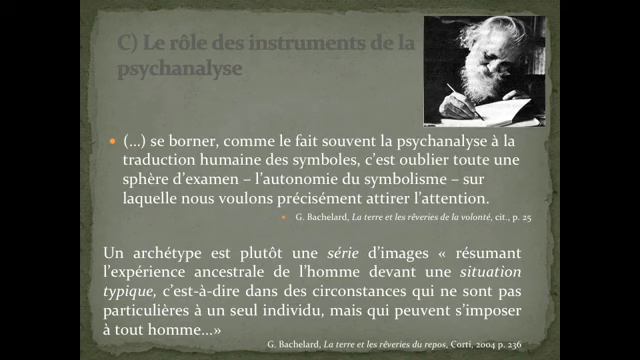 C) Le rôle des instruments de la
psychanalyse
(...) se borner, comme le fait souvent la psychanalyse à la
traduction humaine des symboles, c'est oublier toute une
sphère d'examen – l'autonomie du symbolisme – sur
laquelle nous voulons précisément attirer l'attention.
G. Bachelard, La terre et les rêveries de la volonté, cit., p. 25
Un archétype est plutôt une série d'images « résumant
l'expérience ancestrale de l'homme devant une situation
typique, c'est-à-dire dans des circonstances qui ne sont pas
particulières à un seul individu, mais qui peuvent s'imposer
à tout homme...»
G. Bachelard, La terre et les rêveries du repos, Corti, 2004 p. 236